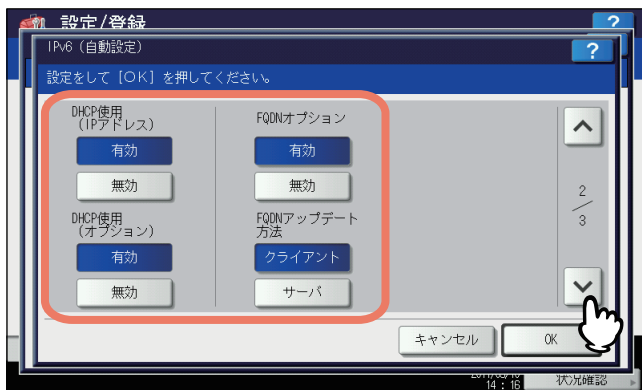 設定/登録
?
IPv6(自動設定)
?
設定をして [OK] を押してください。
DHCP使用
(IPアドレス)
有効
無効
DHCP使用
(オプション)
有効
無効
FQDNオプション
有効
無効
FQDNアップデート
方法
クライアント
サーバ
2
3
キャンセル
OK
14 : 16
状況確認